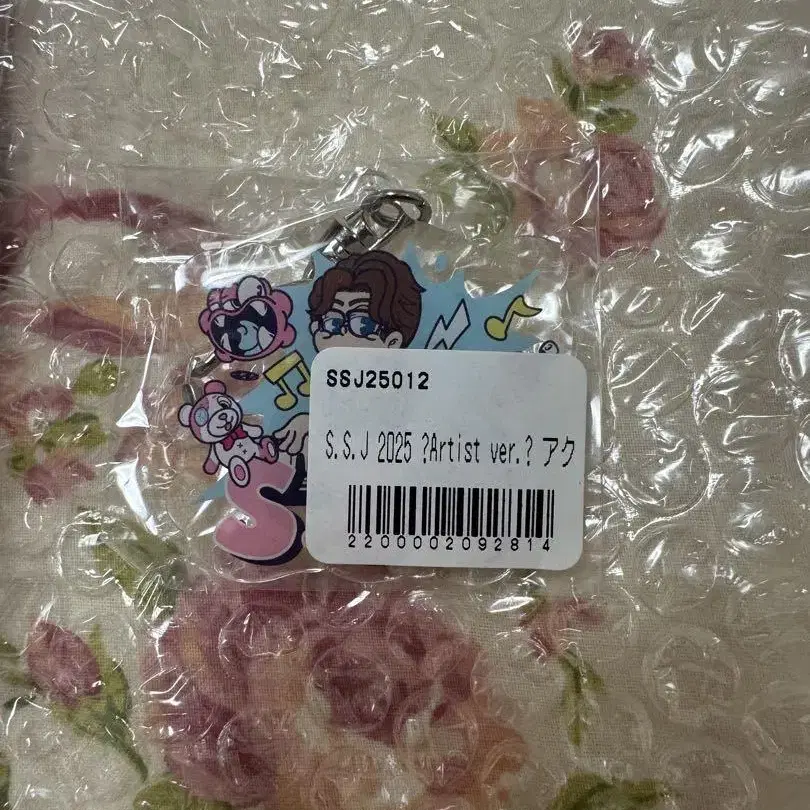 SSJ25012
S.S.J 2025 ?Artist ver.? アク
2200002092814
S